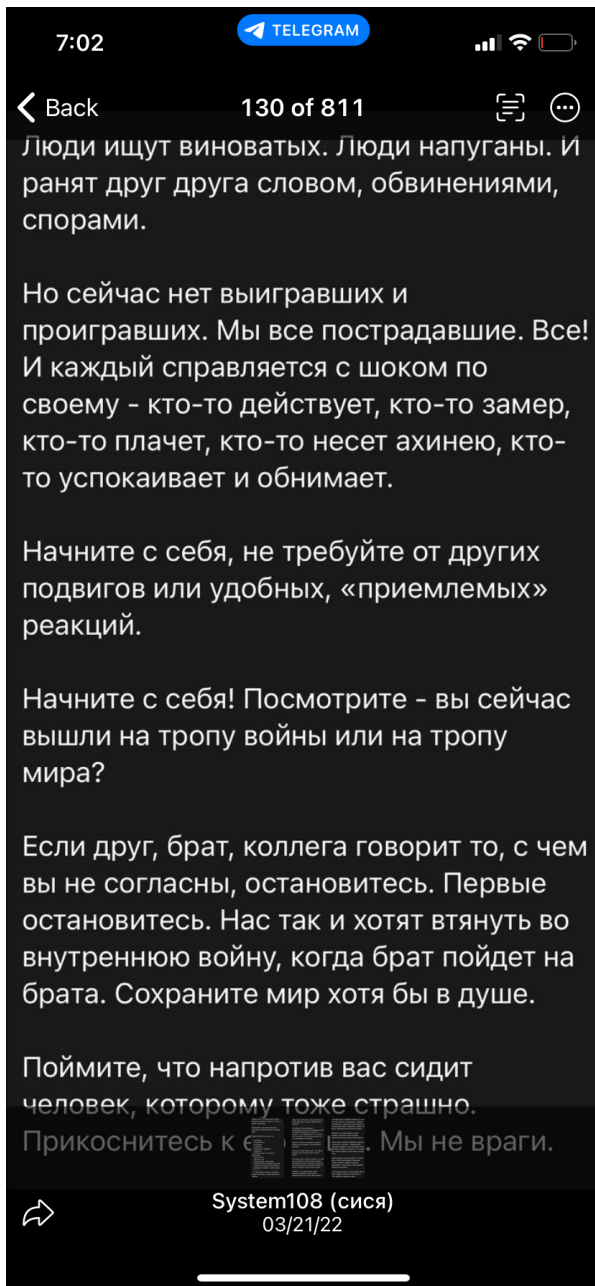 7:02
TELEGRAM
Back
130 of 811
Люди ищут виноватых. Люди напуганы. И
ранят друг друга словом, обвинениями,
спорами.
Но сейчас нет выигравших и
проигравших. Мы все пострадавшие. Все!
И каждый справляется с шоком по
своему - кто-то действует, кто-то замер,
кто-то плачет, кто-то несет ахинею, кто-
то успокаивает и обнимает.
Начните с себя, не требуйте от других
подвигов или удобных, «приемлемых»
реакций.
Начните с себя! Посмотрите - вы сейчас
вышли на тропу войны или на тропу
мира?
Если друг, брат, коллега говорит то, с чем
вы не согласны, остановитесь. Первые
остановитесь. Нас так и хотят втянуть во
внутреннюю войну, когда брат пойдет на
брата. Сохраните мир хотя бы в душе.
Поймите, что напротив вас сидит
человек, которому тоже страшно.
Прикоснитесь к Мы не враги.
System108 (сися)
03/21/22